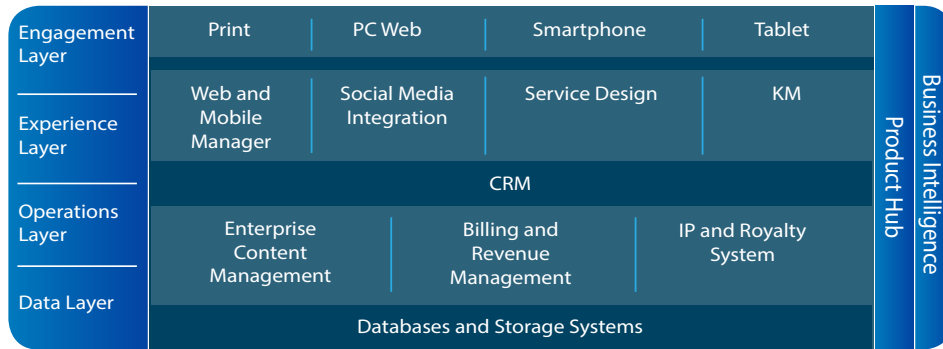 Engagement
Layer
Print
PC Web
Smartphone
Tablet
Experience
Layer
Web and
Mobile
Manager
Social Media
Integration
Service Design
KM
CRM
Operations
Layer
Enterprise
Content
Management
Billing and
Revenue
Management
IP and Royalty
System
Data Layer
Databases and Storage Systems
Product Hub
Business Intelligence